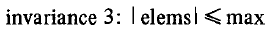 invariance 3: | elems | ⩽ max